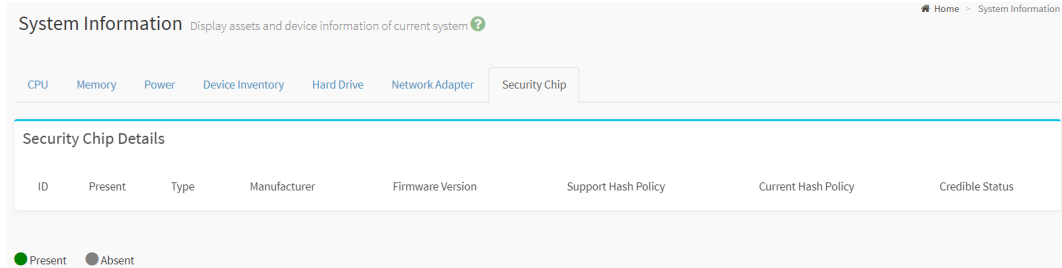 Home > System Information
System Information Display assets and device information of current system ?
CPU Memory Power Device Inventory Hard Drive Network Adapter Security Chip
Security Chip Details
ID Present Type Manufacturer Firmware Version Support Hash Policy Current Hash Policy Credible Status
Present Absent